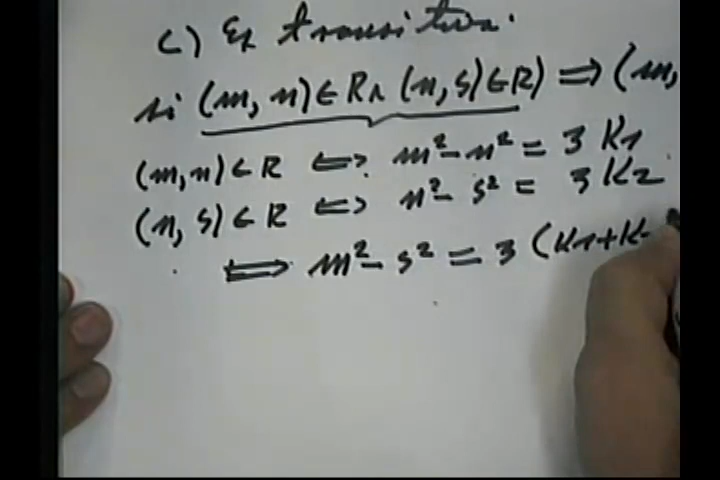 c) Es transitiva.
si (m, n) ∈ R ∧ (n, s) ∈ R) ⟹ (m,
(m, n) ∈ R ⟺ m² - n² = 3 K1
(n, s) ∈ R ⟺ n² - s² = 3 K2
⟺ m² - s² = 3 (K1+K